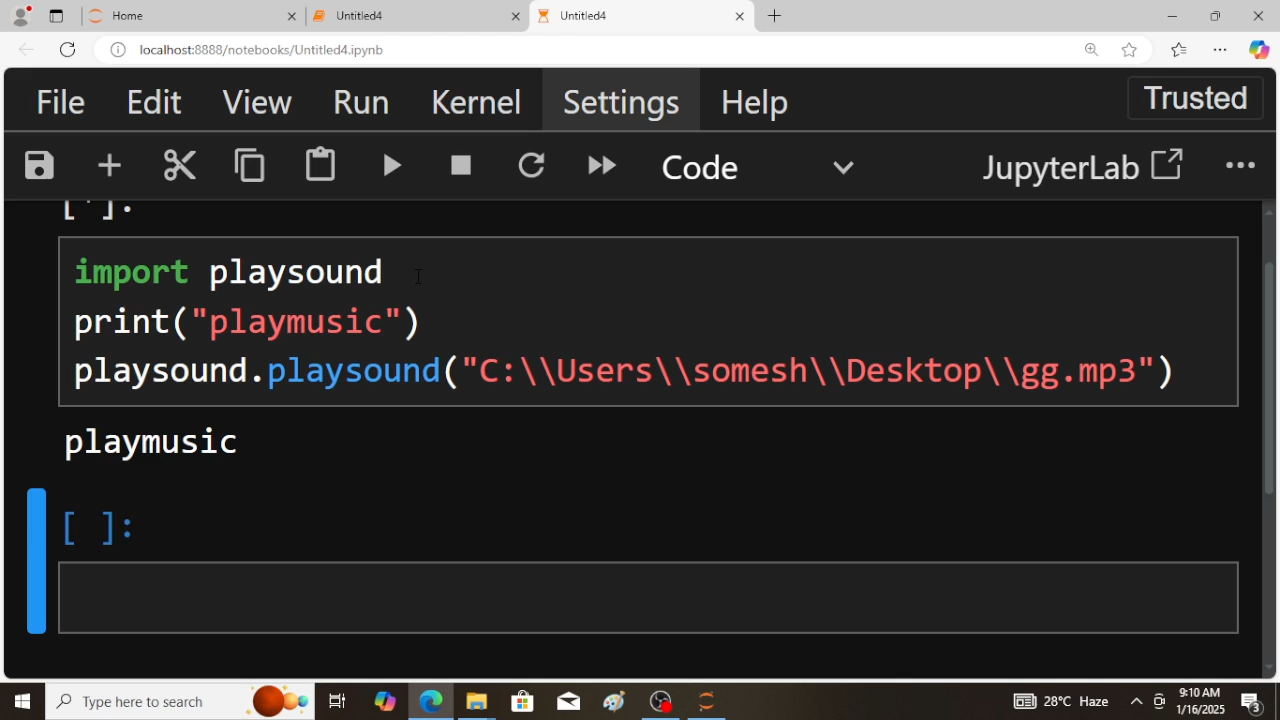 Home
Untitled4
Untitled4
localhost:8888/notebooks/Untitled4.ipynb
File Edit View Run Kernel Settings Help Trusted
Code JupyterLab
[*]:
import playsound
print("playmusic")
playsound.playsound("C:\\Users\\somesh\\Desktop\\gg.mp3")
playmusic
[ ]:
Type here to search
28°C Haze
9:10 AM
1/16/2025
3